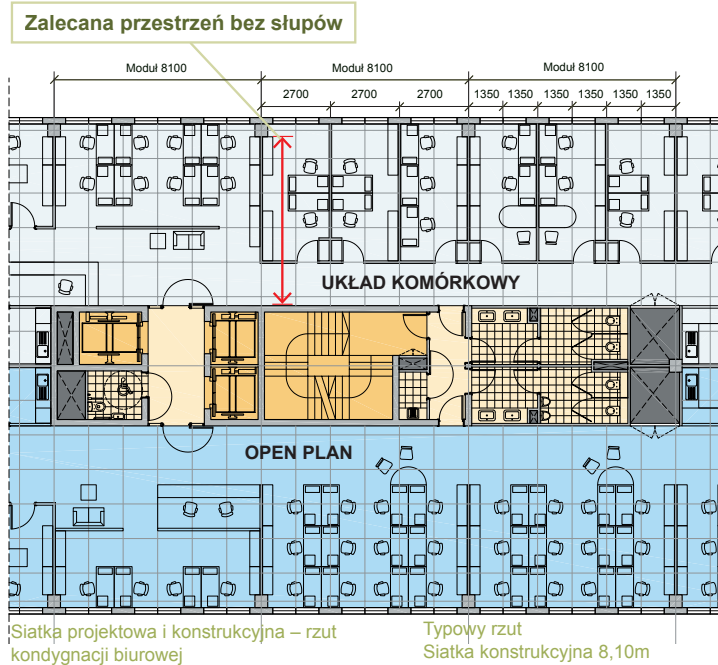 Zalecana przestrzeń bez słupów
Moduł 8100 Moduł 8100 Moduł 8100
2700 2700 2700 1350 1350 1350 1350 1350 1350
UKŁAD KOMÓRKOWY
OPEN PLAN
Siatka projektowa i konstrukcyjna – rzut
kondygnacji biurowej
Typowy rzut
Siatka konstrukcyjna 8,10m